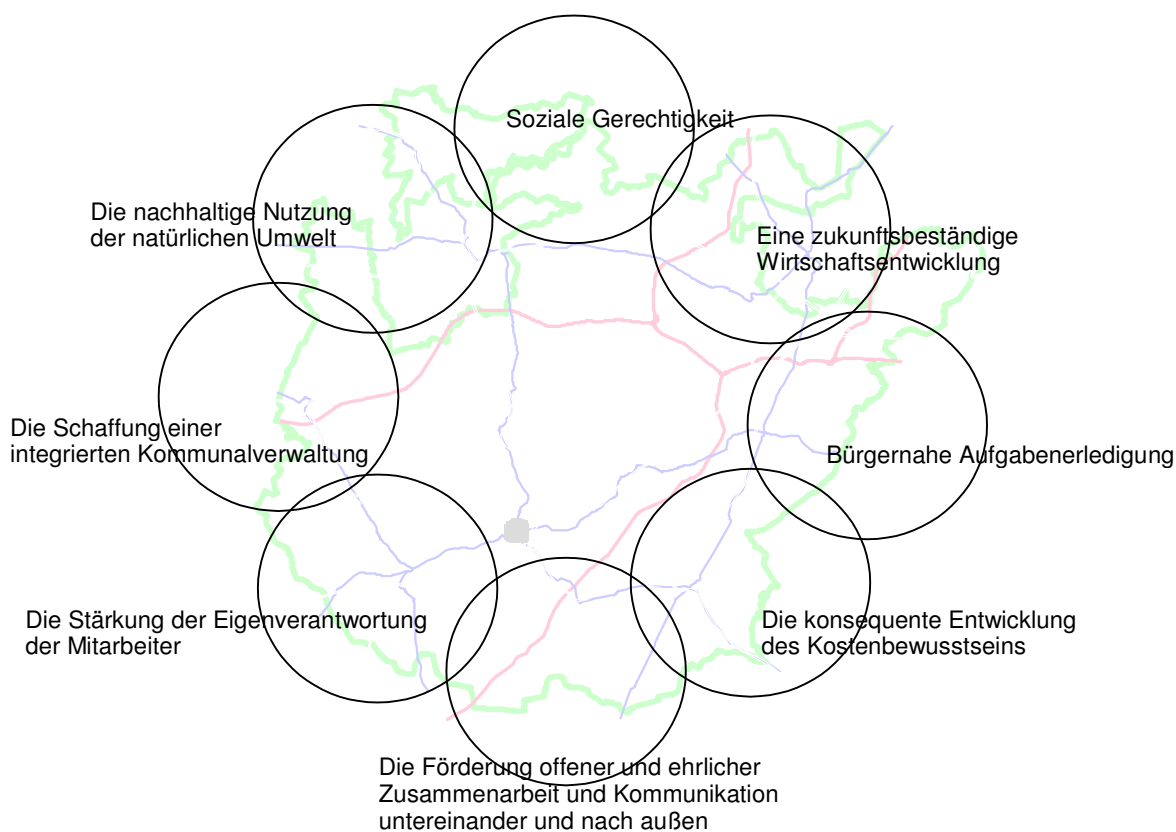 Soziale Gerechtigkeit
Die nachhaltige Nutzung
der natürlichen Umwelt
Eine zukunftsbeständige
Wirtschaftsentwicklung
Die Schaffung einer
integrierten Kommunalverwaltung
Bürgernahe Aufgabenerledigung
Die Stärkung der Eigenverantwortung
der Mitarbeiter
Die konsequente Entwicklung
des Kostenbewusstseins
Die Förderung offener und ehrlicher
Zusammenarbeit und Kommunikation
untereinander und nach außen